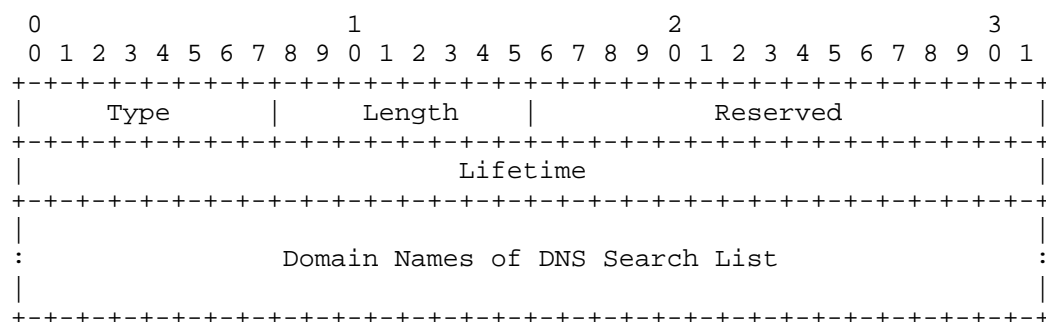 0                   1                   2                   3
0 1 2 3 4 5 6 7 8 9 0 1 2 3 4 5 6 7 8 9 0 1 2 3 4 5 6 7 8 9 0 1
+-+-+-+-+-+-+-+-+-+-+-+-+-+-+-+-+-+-+-+-+-+-+-+-+-+-+-+-+-+-+-+-+
|     Type      |     Length    |           Reserved            |
+-+-+-+-+-+-+-+-+-+-+-+-+-+-+-+-+-+-+-+-+-+-+-+-+-+-+-+-+-+-+-+-+
|                           Lifetime                            |
+-+-+-+-+-+-+-+-+-+-+-+-+-+-+-+-+-+-+-+-+-+-+-+-+-+-+-+-+-+-+-+-+
|                                                               |
:                Domain Names of DNS Search List                :
|                                                               |
+-+-+-+-+-+-+-+-+-+-+-+-+-+-+-+-+-+-+-+-+-+-+-+-+-+-+-+-+-+-+-+-+